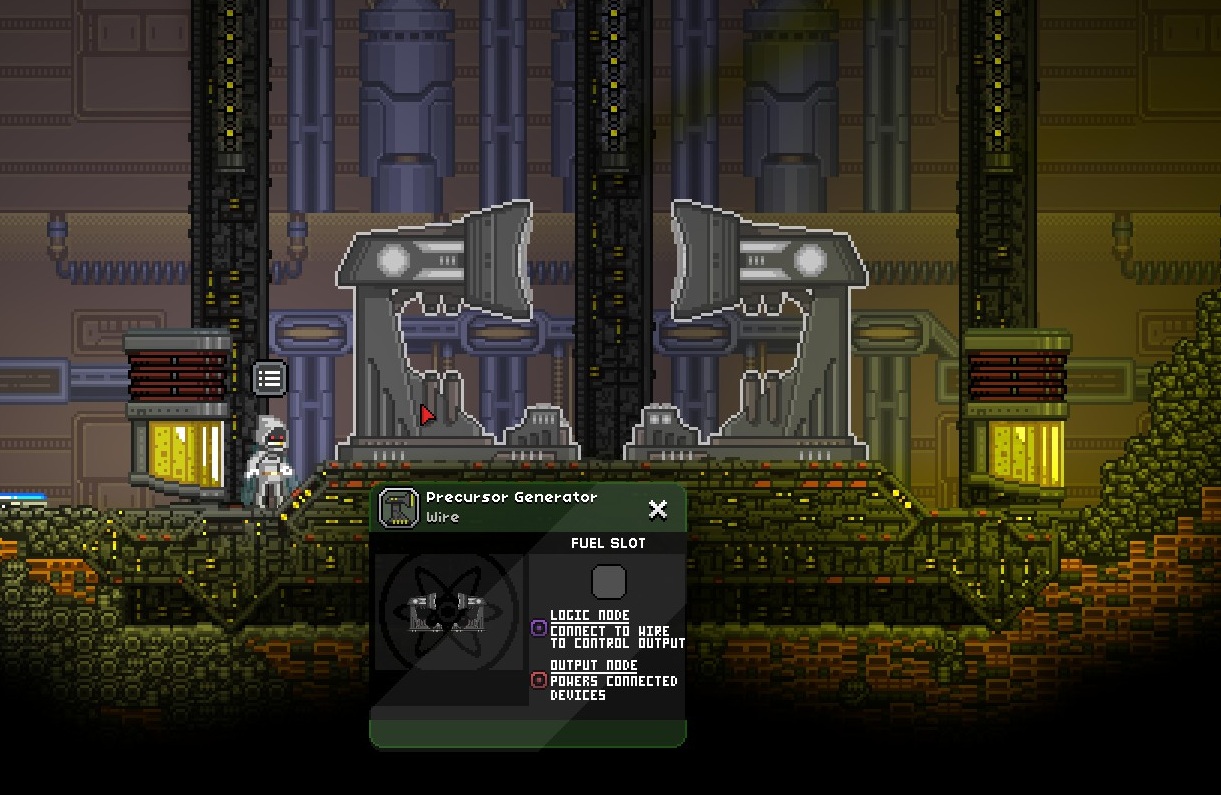 Precursor Generator
Wire
FUEL SLOT
LOGIC NODE
CONNECT TO WIRE
TO CONTROL OUTPUT
OUTPUT NODE
POWERS CONNECTED
DEVICES